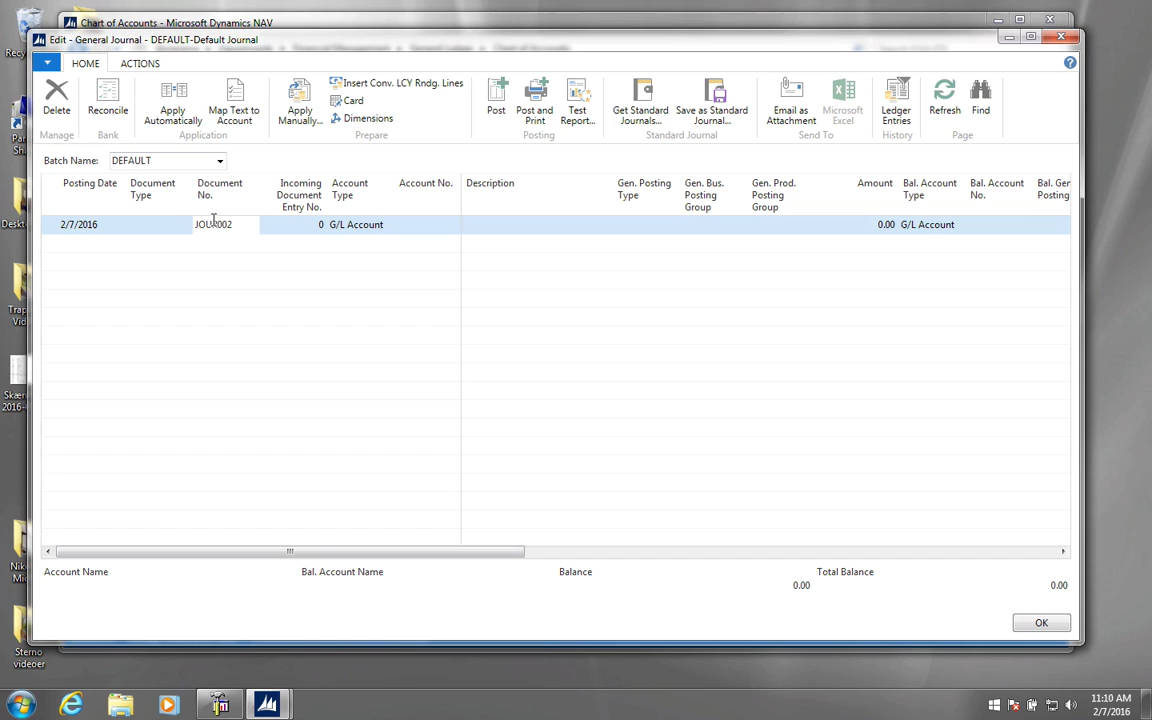 Chart of Accounts - Microsoft Dynamics NAV
Edit - General Journal - DEFAULT-Default Journal
HOME
ACTIONS
Delete
Reconcile
Apply Automatically
Map Text to Account
Apply Manually...
Insert Conv. LCY Rndg. Lines
Card
Dimensions
Post
Post and Print
Test Report...
Get Standard Journals...
Save as Standard Journal...
Email as Attachment
Microsoft Excel
Ledger Entries
Refresh
Find
Manage
Bank
Application
Prepare
Posting
Standard Journal
Send To
History
Page
Batch Name:
DEFAULT
Posting Date
Document Type
Document No.
Incoming Document Entry No.
Account Type
Account No.
Description
Gen. Posting Type
Gen. Bus. Posting Group
Gen. Prod. Posting Group
Amount
Bal. Account Type
Bal. Account No.
Bal. Ger
Posting
2/7/2016
0
G/L Account
0.00
G/L Account
Account Name
Bal. Account Name
Balance
Total Balance
0.00
0.00
OK
Sterno videoer
11:10 AM
2/7/2016